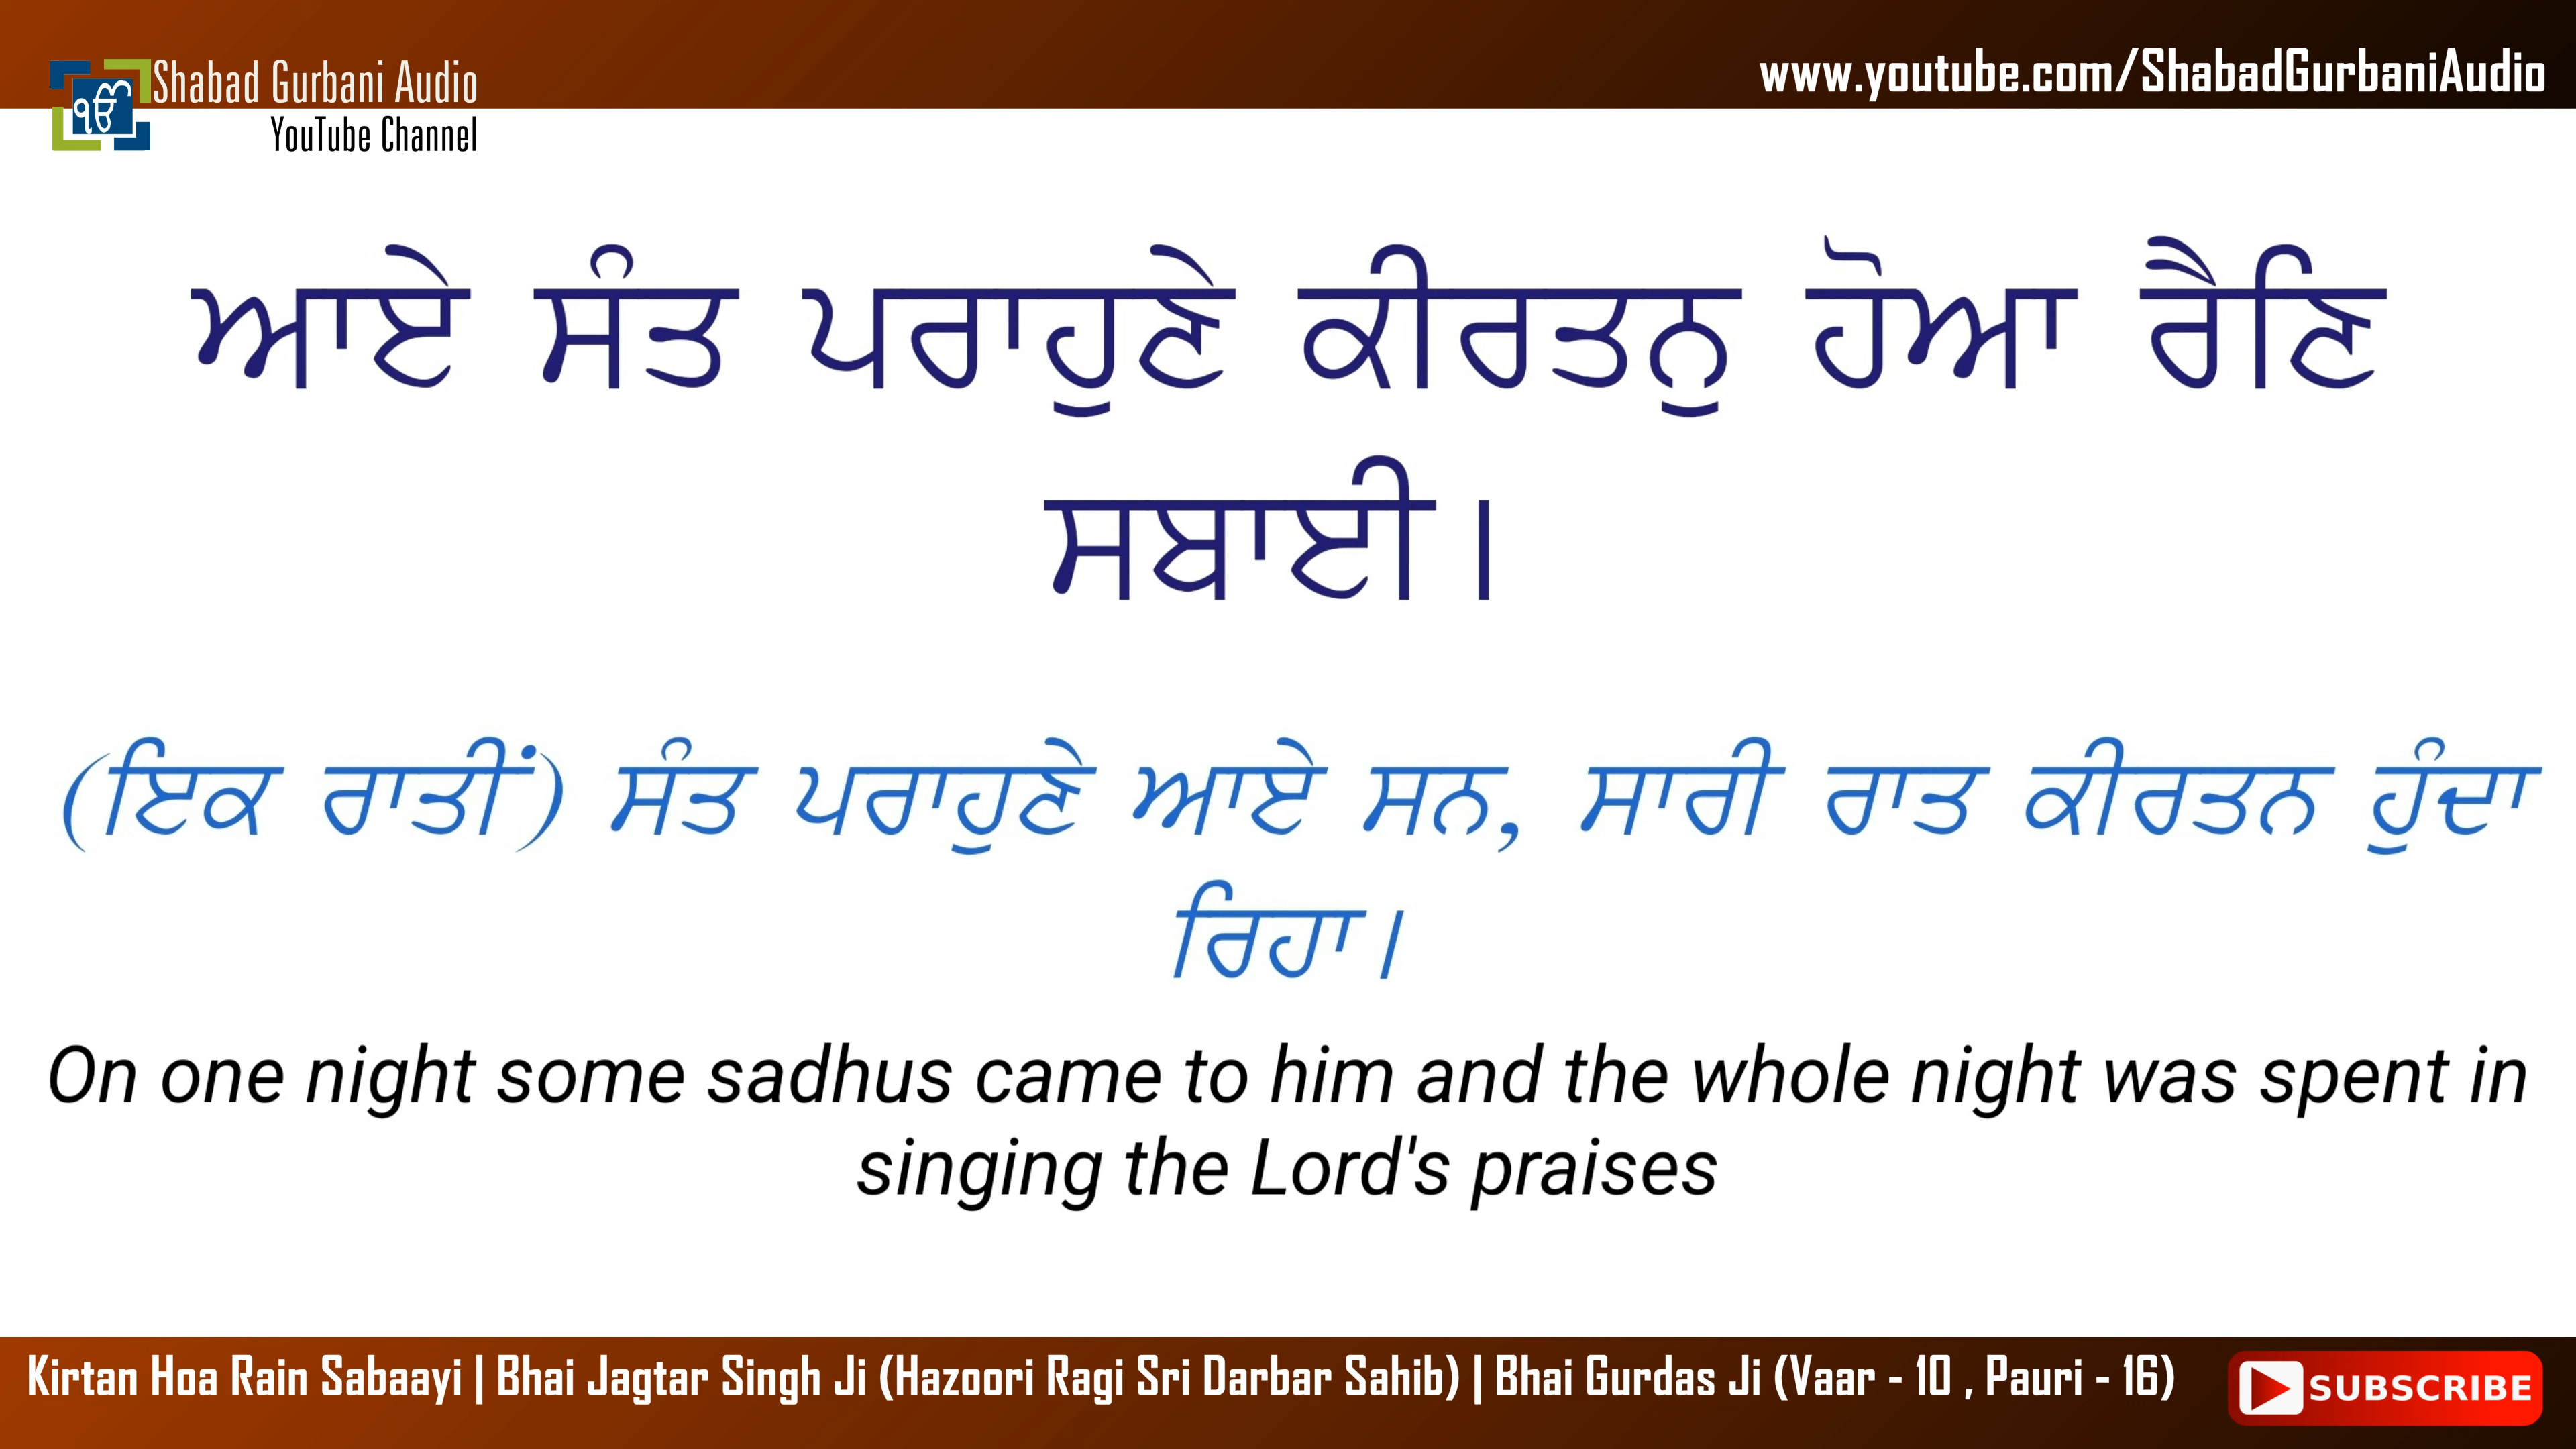 Shabad Gurbani Audio
YouTube Channel
www.youtube.com/ShabadGurbaniAudio
ੴ
ਆਏ ਸੰਤ ਪਰਾਹੁਣੇ ਕੀਰਤਨੁ ਹੋਆ ਰੈਣਿ
ਸਬਾਈ।
(ਇਕ ਰਾਤੀਂ) ਸੰਤ ਪਰਾਹੁਣੇ ਆਏ ਸਨ, ਸਾਰੀ ਰਾਤ ਕੀਰਤਨ ਹੁੰਦਾ
ਰਿਹਾ।
On one night some sadhus came to him and the whole night was spent in
singing the Lord's praises
Kirtan Hoa Rain Sabaayi | Bhai Jagtar Singh Ji (Hazoori Ragi Sri Darbar Sahib) | Bhai Gurdas Ji (Vaar - 10 , Pauri - 16)
SUBSCRIBE